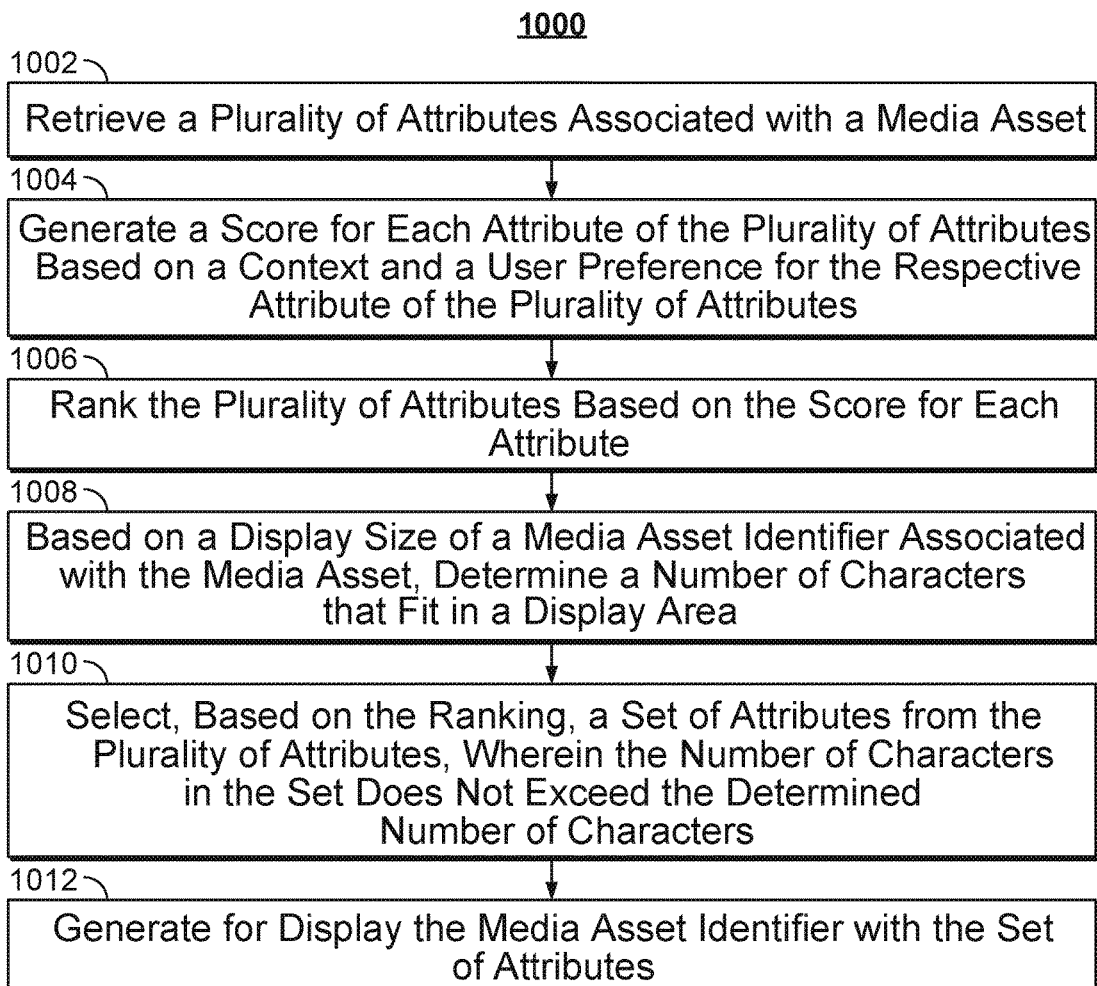 1000
1002
Retrieve a Plurality of Attributes Associated with a Media Asset
1004
Generate a Score for Each Attribute of the Plurality of Attributes
Based on a Context and a User Preference for the Respective
Attribute of the Plurality of Attributes
1006
Rank the Plurality of Attributes Based on the Score for Each
Attribute
1008
Based on a Display Size of a Media Asset Identifier Associated
with the Media Asset, Determine a Number of Characters
that Fit in a Display Area
1010
Select, Based on the Ranking, a Set of Attributes from the
Plurality of Attributes, Wherein the Number of Characters
in the Set Does Not Exceed the Determined
Number of Characters
1012
Generate for Display the Media Asset Identifier with the Set
of Attributes